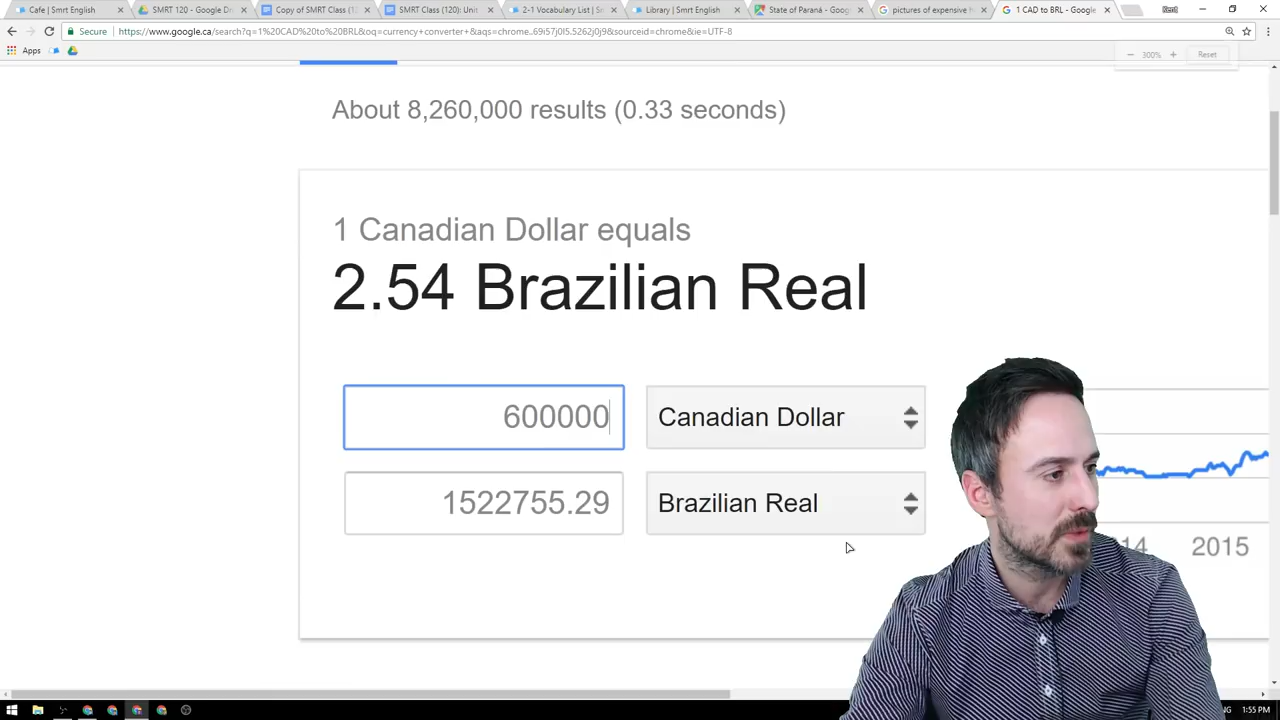 Cafe | Smrt English
SMRT 120 - Google Dr
Copy of SMRT Class (1
SMRT Class (120): Unit
2-1 Vocabulary List | Se
Library | Smrt English
State of Paraná - Goog
pictures of expensive h
1 CAD to BRL - Google
Secure https://www.google.ca/search?q=1%20CAD%20to%20BRL&oq=currency+converter+&aqs=chrome..69i57j0l5.5262j0j9&sourceid=chrome&ie=UTF-8
Apps
300%
Reset
About 8,260,000 results (0.33 seconds)
1 Canadian Dollar equals
2.54 Brazilian Real
600000 Canadian Dollar
1522755.29 Brazilian Real
14 2015
1:55 PM